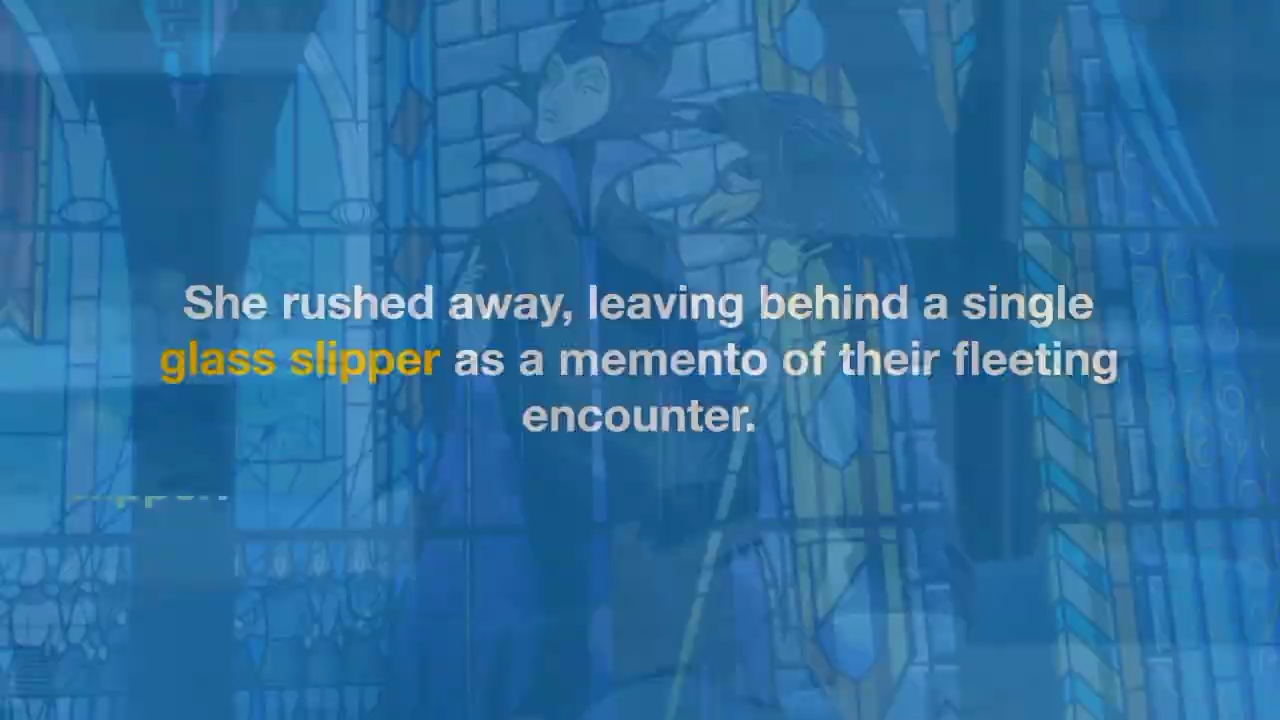 She rushed away, leaving behind a single
glass slipper as a memento of their fleeting
encounter.